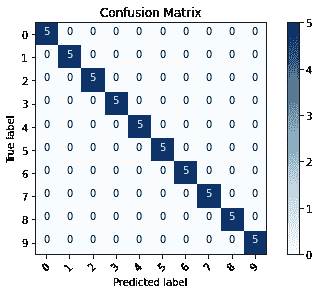 Confusion Matrix
True label
0 5 0 0 0 0 0 0 0 0 0
1 0 5 0 0 0 0 0 0 0 0
2 0 0 5 0 0 0 0 0 0 0
3 0 0 0 5 0 0 0 0 0 0
4 0 0 0 0 5 0 0 0 0 0
5 0 0 0 0 0 5 0 0 0 0
6 0 0 0 0 0 0 5 0 0 0
7 0 0 0 0 0 0 0 5 0 0
8 0 0 0 0 0 0 0 0 5 0
9 0 0 0 0 0 0 0 0 0 5
0 1 2 3 4 5 6 7 8 9
Predicted label
5
4
3
2
1
0